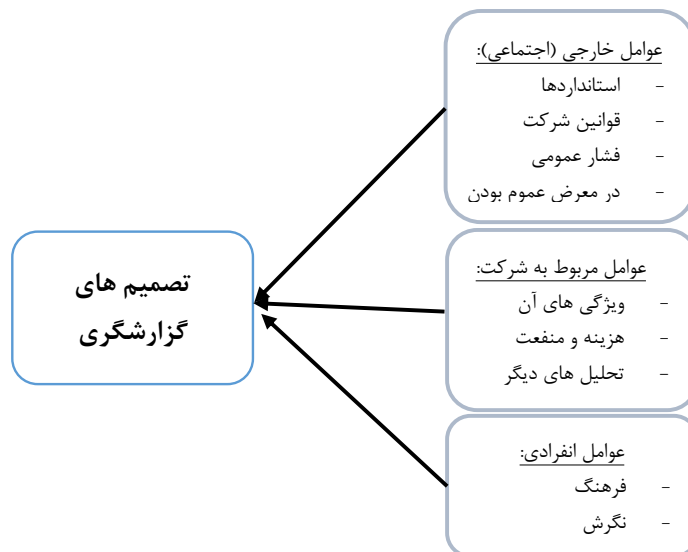 عوامل خارجی (اجتماعی):
- استانداردها
- قوانین شرکت
- فشار عمومی
- در معرض عموم بودن
عوامل مربوط به شرکت:
- ویژگی های آن
- هزینه و منفعت
- تحلیل های دیگر
عوامل انفرادی:
- فرهنگ
- نگرش
تصمیم های
گزارشگری